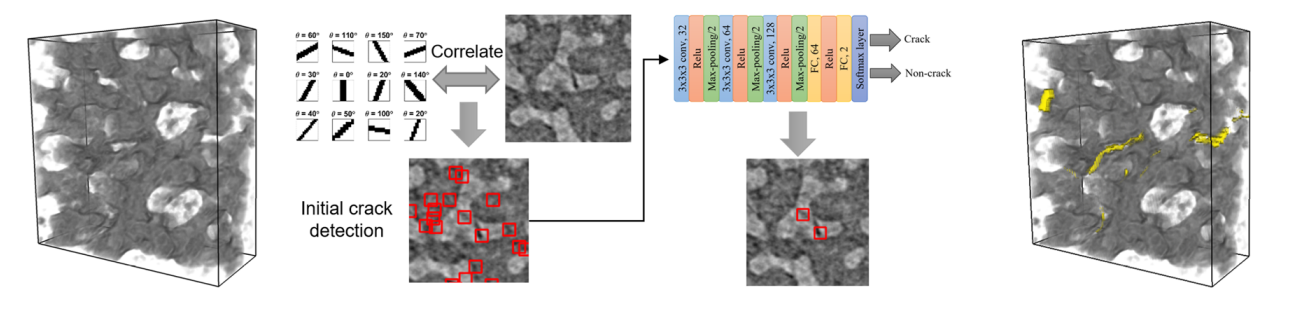 θ = 60° θ = 110° θ = 150° θ = 70°
θ = 30° θ = 0° θ = 20° θ = 140°
θ = 40° θ = 50° θ = 100° θ = 20°
Correlate
Initial crack
detection
3x3x3 conv, 32
Relu
Max-pooling/2
3x3x3 conv, 64
Relu
Max-pooling/2
3x3x3 conv, 128
Relu
Max-pooling/2
FC, 64
Relu
FC, 2
Softmax layer
Crack
Non-crack